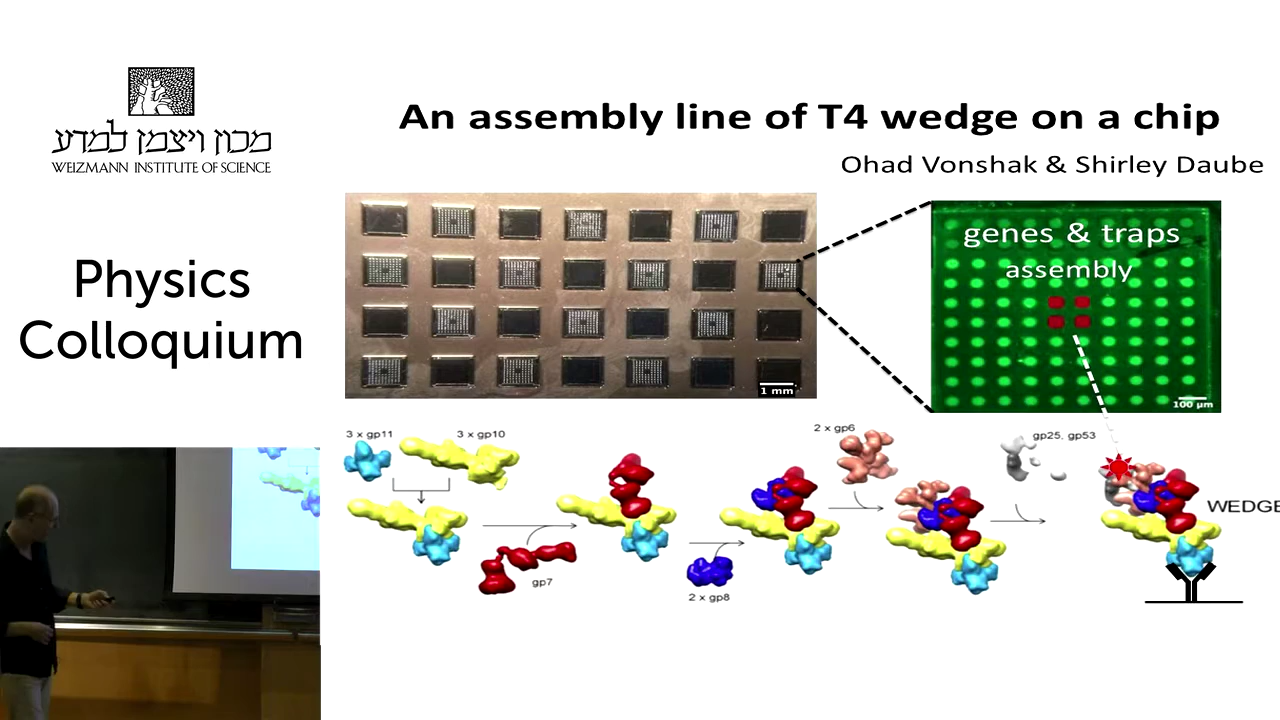 מכון ויצמן למדע
WEIZMANN INSTITUTE OF SCIENCE
Physics
Colloquium
An assembly line of T4 wedge on a chip
Ohad Vonshak & Shirley Daube
1 mm
genes & traps
assembly
100 µm
3 x gp11
3 x gp10
gp7
2 x gp8
2 x gp6
gp25, gp53
WEDGE